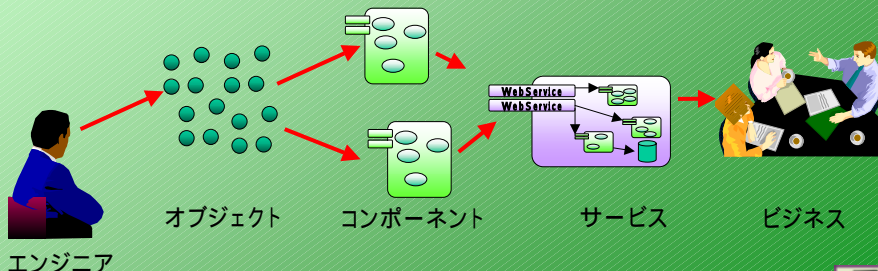 WebService
WebService
オブジェクト
コンポーネント
サービス
ビジネス
エンジニア